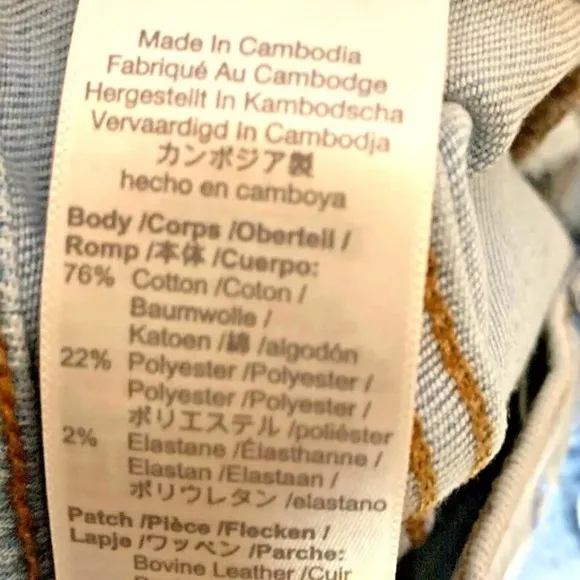 Made In Cambodia
Fabriqué Au Cambodge
Hergestellt In Kambodscha
Vervaardigd In Cambodja
カンボジア製
hecho en camboya
Body /Corps /Oberteil /
Romp /本体 /Cuerpo:
76% Cotton /Coton /
Baumwolle /
Katoen /綿 /algodón
22% Polyester /Polyester /
Polyester /Polyester /
ポリエステル /poliéster
2% Elastane /Élasthanne /
Elastan /Elastaan /
ポリウレタン /elastano
Patch /Pièce /Flecken /
Lapje /ワッペン /Parche:
Bovine Leather /Cuir